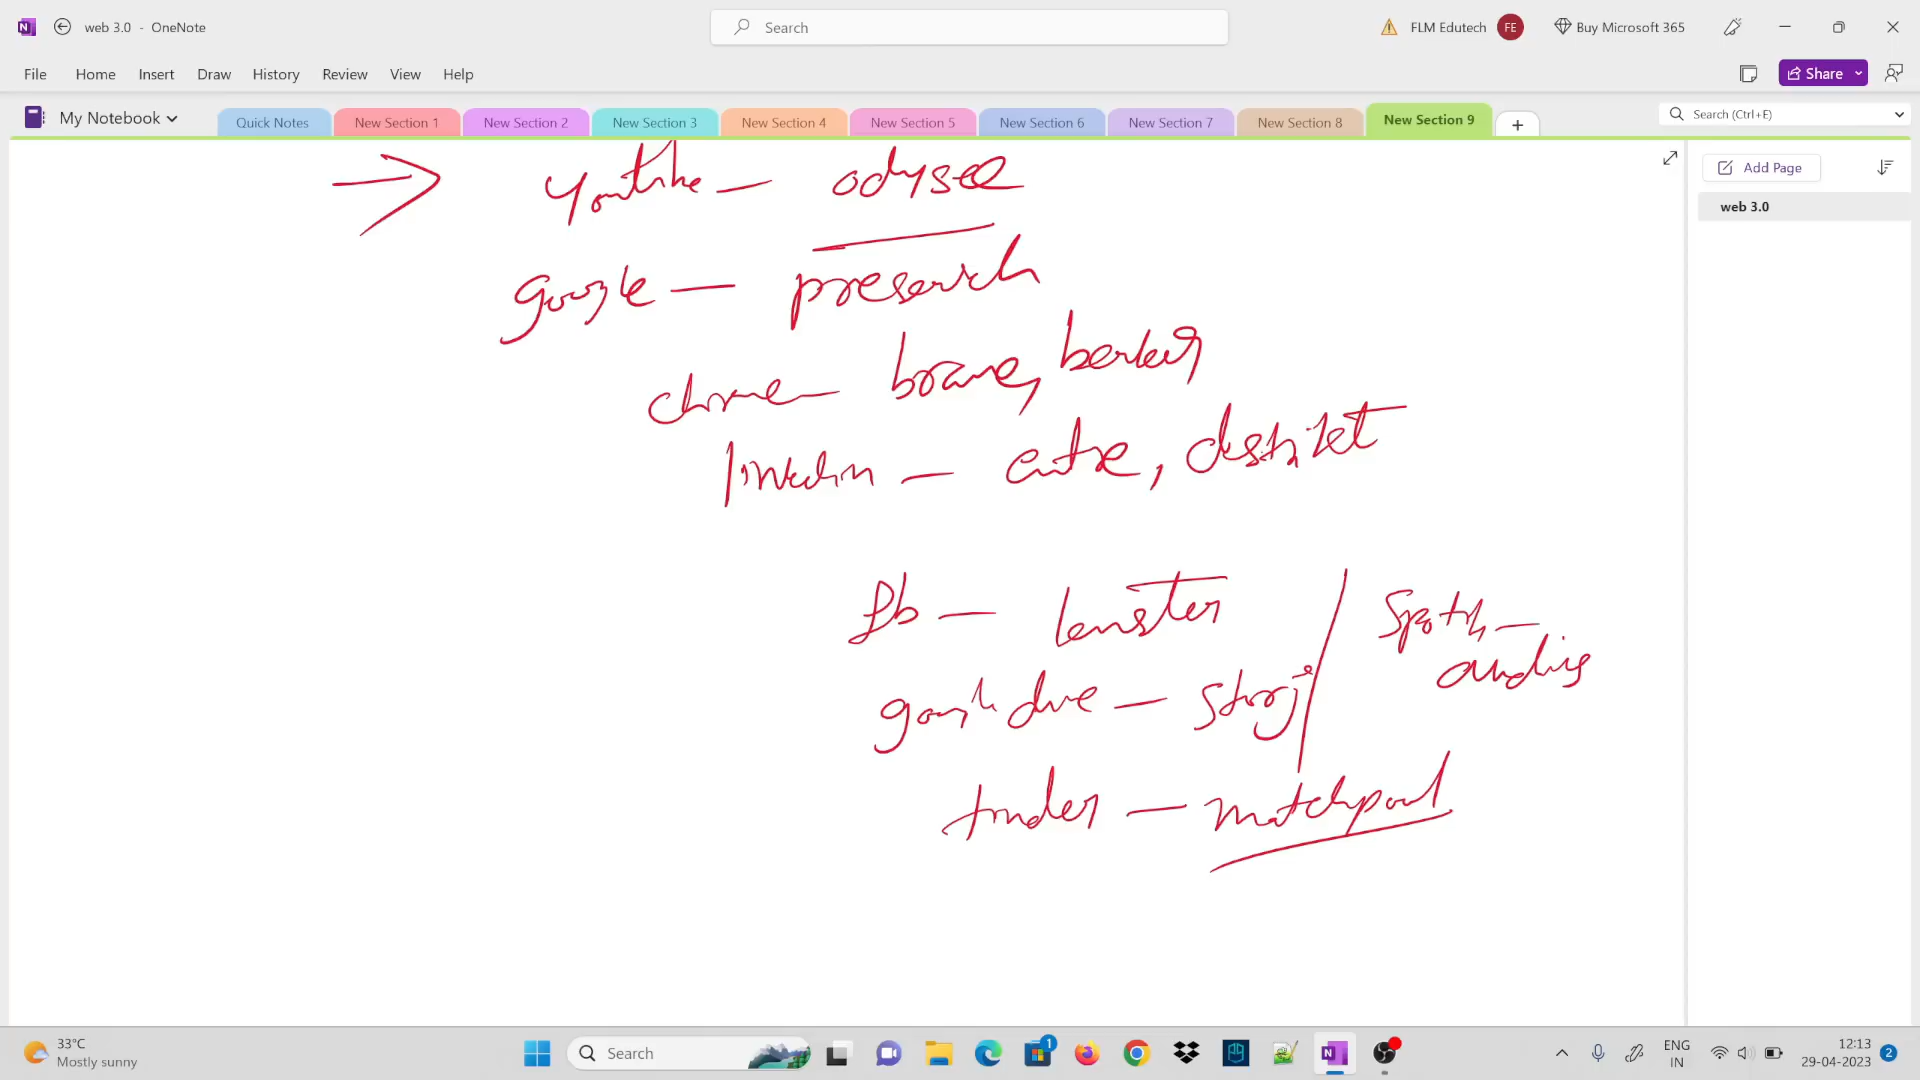 web 3.0 - OneNote
Search
FLM Edutech FE
Buy Microsoft 365
File Home Insert Draw History Review View Help
Share
My Notebook
Quick Notes New Section 1 New Section 2 New Section 3 New Section 4 New Section 5 New Section 6 New Section 7 New Section 8 New Section 9 +
Search (Ctrl+E)
Add Page
web 3.0
youtube — odysee
google — presearch
chrome — brave,
linkedin —
fb — lenster
google drive — storj
spotify —
audius
tinder — matchpool
33°C
Mostly sunny
Search
1
ENG
IN
12:13
29-04-2023
2